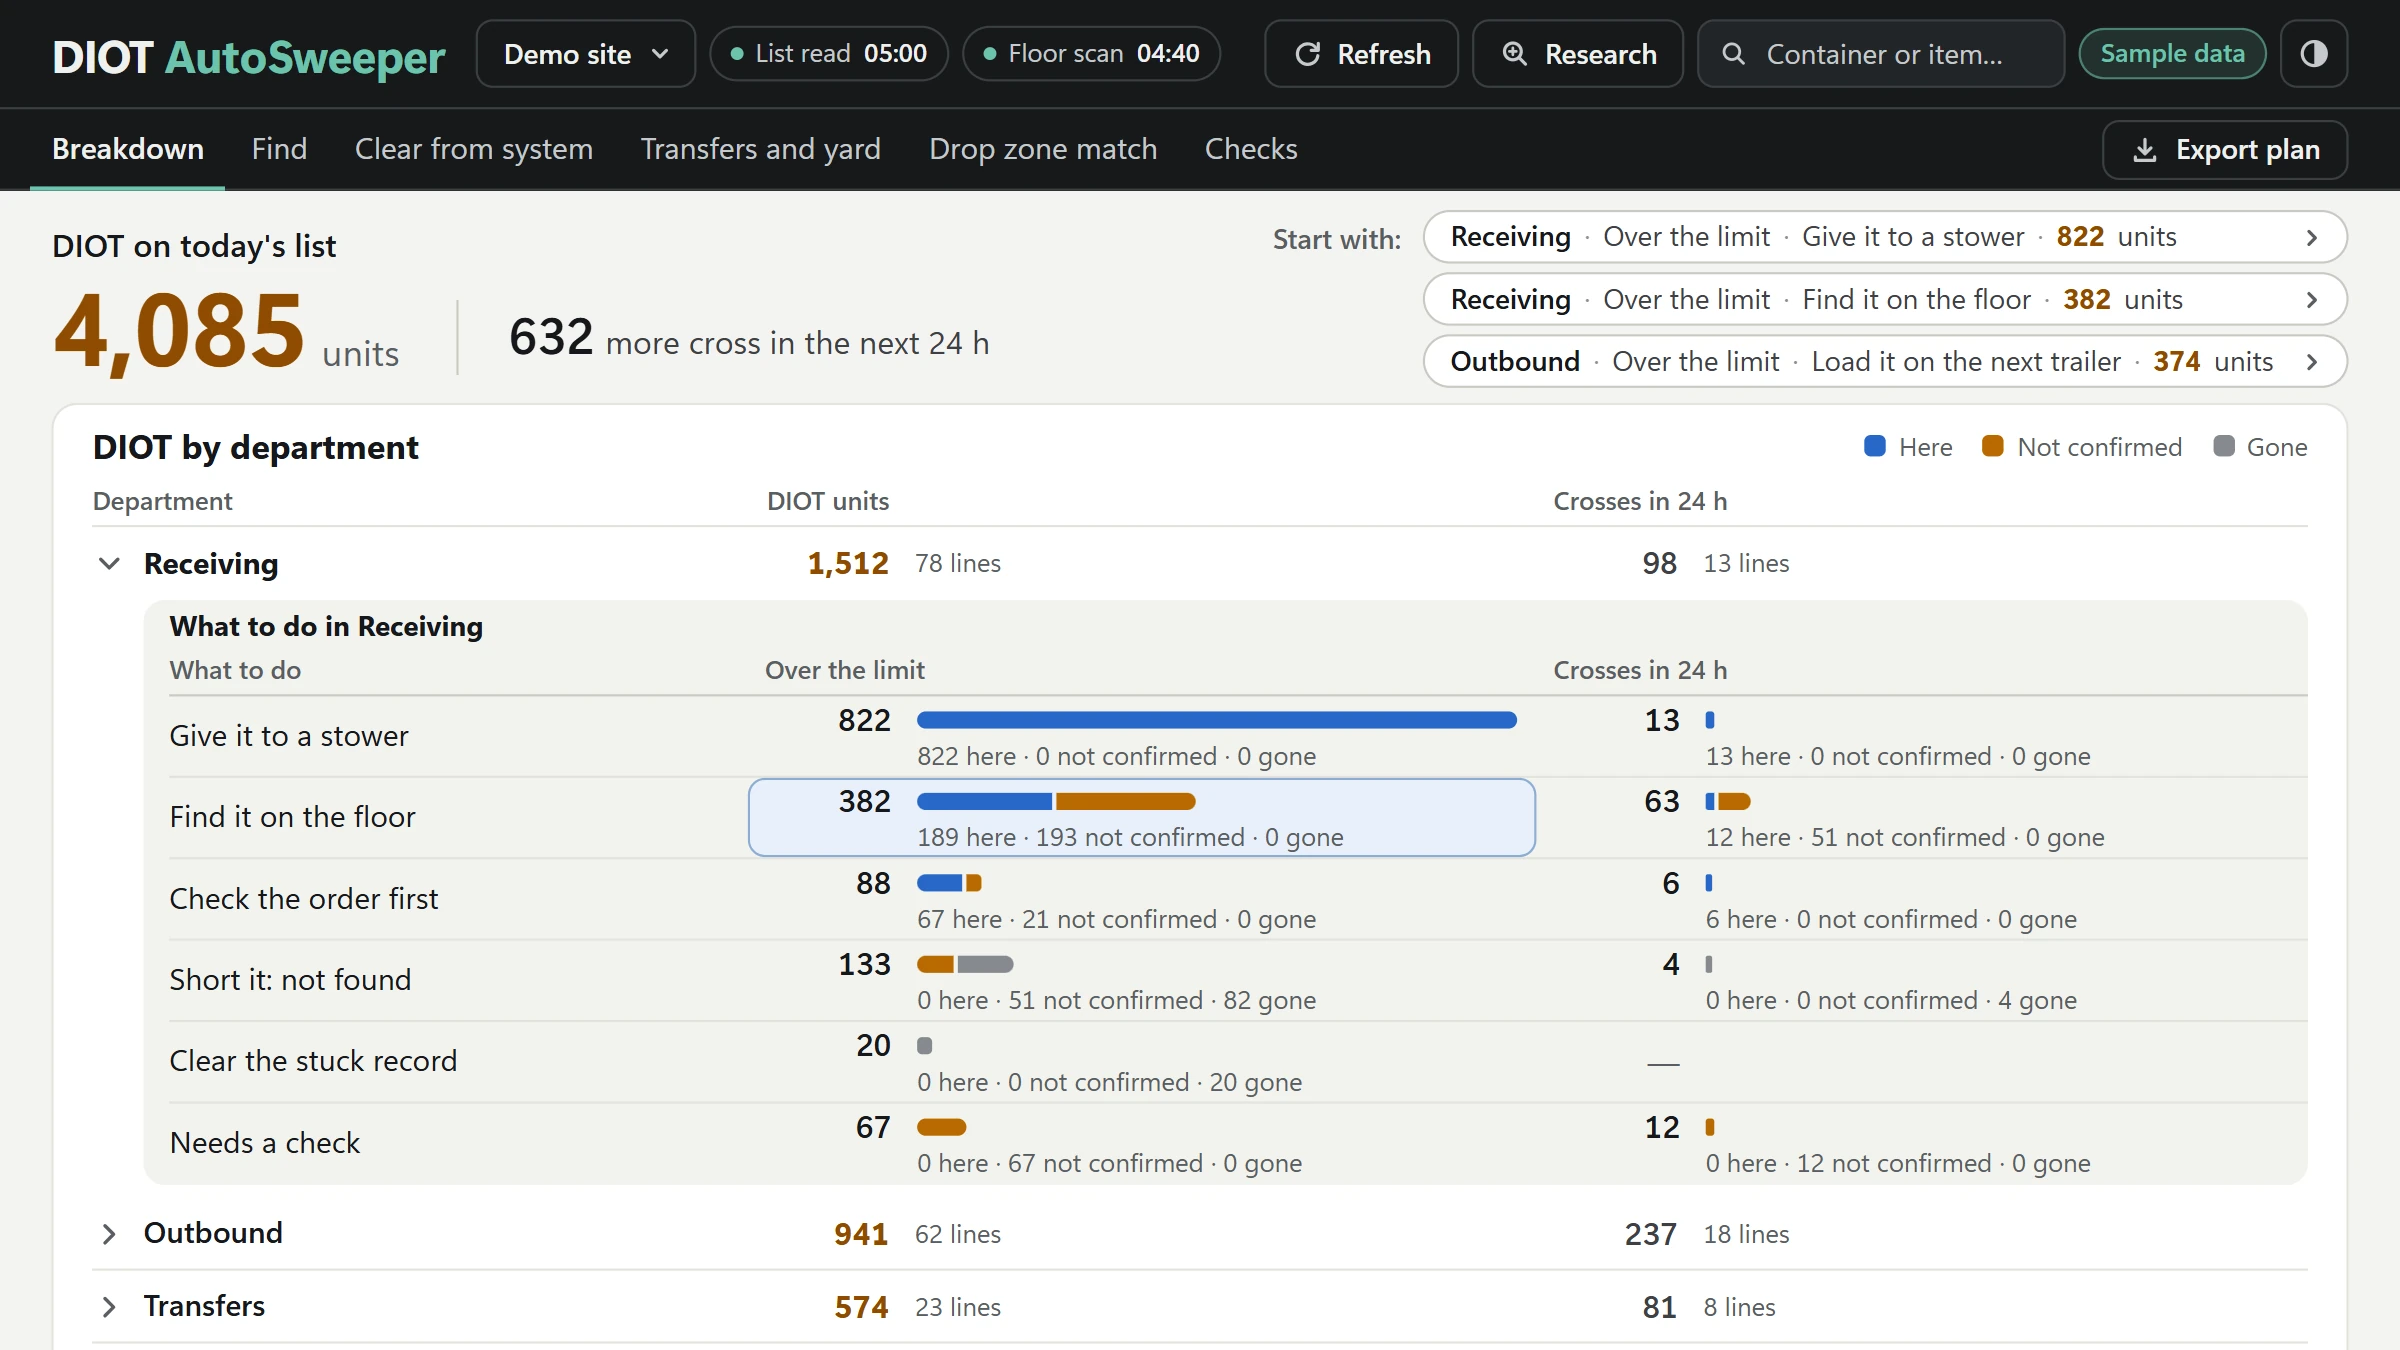 DIOT AutoSweeper
Demo site
List read 05:00
Floor scan 04:40
Refresh
Research
Container or item...
Sample data
Breakdown
Find
Clear from system
Transfers and yard
Drop zone match
Checks
Export plan
DIOT on today's list
4,085 units
632 more cross in the next 24 h
Start with:
Receiving · Over the limit · Give it to a stower · 822 units
Receiving · Over the limit · Find it on the floor · 382 units
Outbound · Over the limit · Load it on the next trailer · 374 units
DIOT by department
Here
Not confirmed
Gone
Department DIOT units Crosses in 24 h
Receiving 1,512 78 lines 98 13 lines
What to do in Receiving
What to do Over the limit Crosses in 24 h
Give it to a stower
822
822 here · 0 not confirmed · 0 gone
13
13 here · 0 not confirmed · 0 gone
Find it on the floor
382
189 here · 193 not confirmed · 0 gone
63
12 here · 51 not confirmed · 0 gone
Check the order first
88
67 here · 21 not confirmed · 0 gone
6
6 here · 0 not confirmed · 0 gone
Short it: not found
133
0 here · 51 not confirmed · 82 gone
4
0 here · 0 not confirmed · 4 gone
Clear the stuck record
20
0 here · 0 not confirmed · 20 gone
—
Needs a check
67
0 here · 67 not confirmed · 0 gone
12
0 here · 12 not confirmed · 0 gone
Outbound 941 62 lines 237 18 lines
Transfers 574 23 lines 81 8 lines